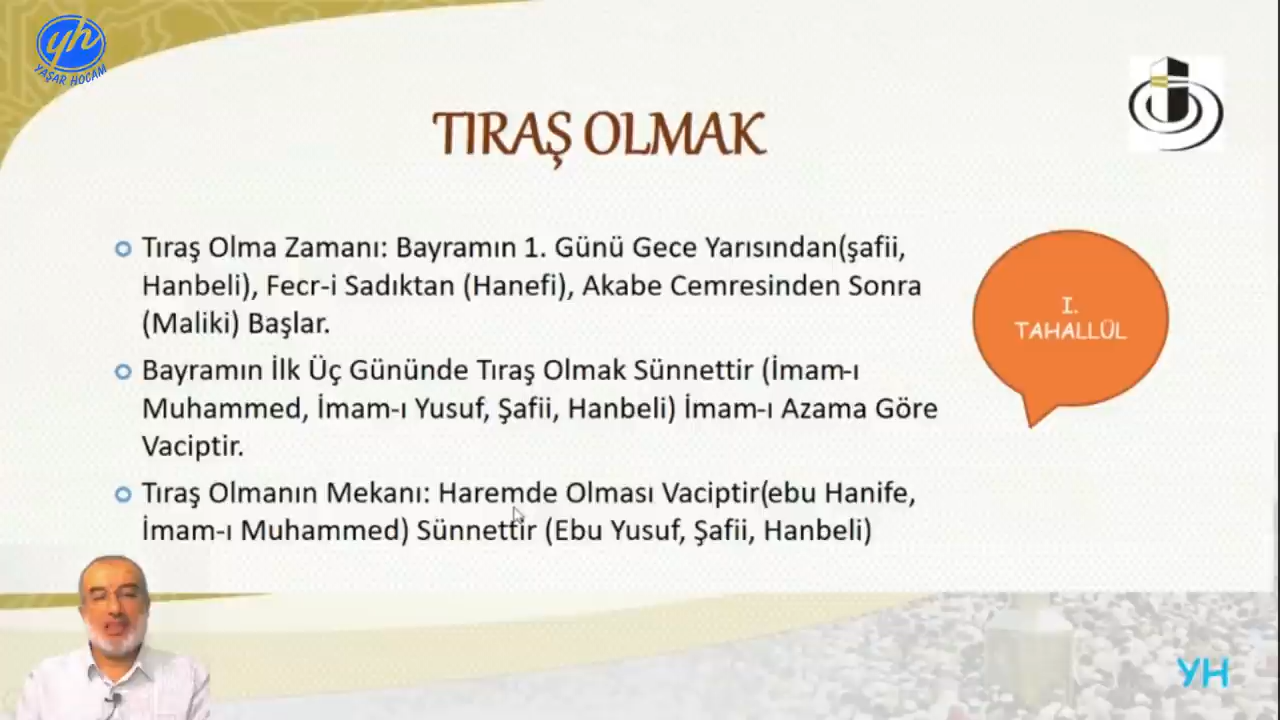 yh
YAŞAR HOCAM
TIRAŞ OLMAK
Tıraş Olma Zamanı: Bayramın 1. Günü Gece Yarısından(şafii,
Hanbeli), Fecr-i Sadıktan (Hanefi), Akabe Cemresinden Sonra
(Maliki) Başlar.
I.
TAHALLÜL
Bayramın İlk Üç Gününde Tıraş Olmak Sünnettir (İmam-ı
Muhammed, İmam-ı Yusuf, Şafii, Hanbeli) İmam-ı Azama Göre
Vaciptir.
Tıraş Olmanın Mekanı: Haremde Olması Vaciptir(ebu Hanife,
İmam-ı Muhammed) Sünnettir (Ebu Yusuf, Şafii, Hanbeli)
YH